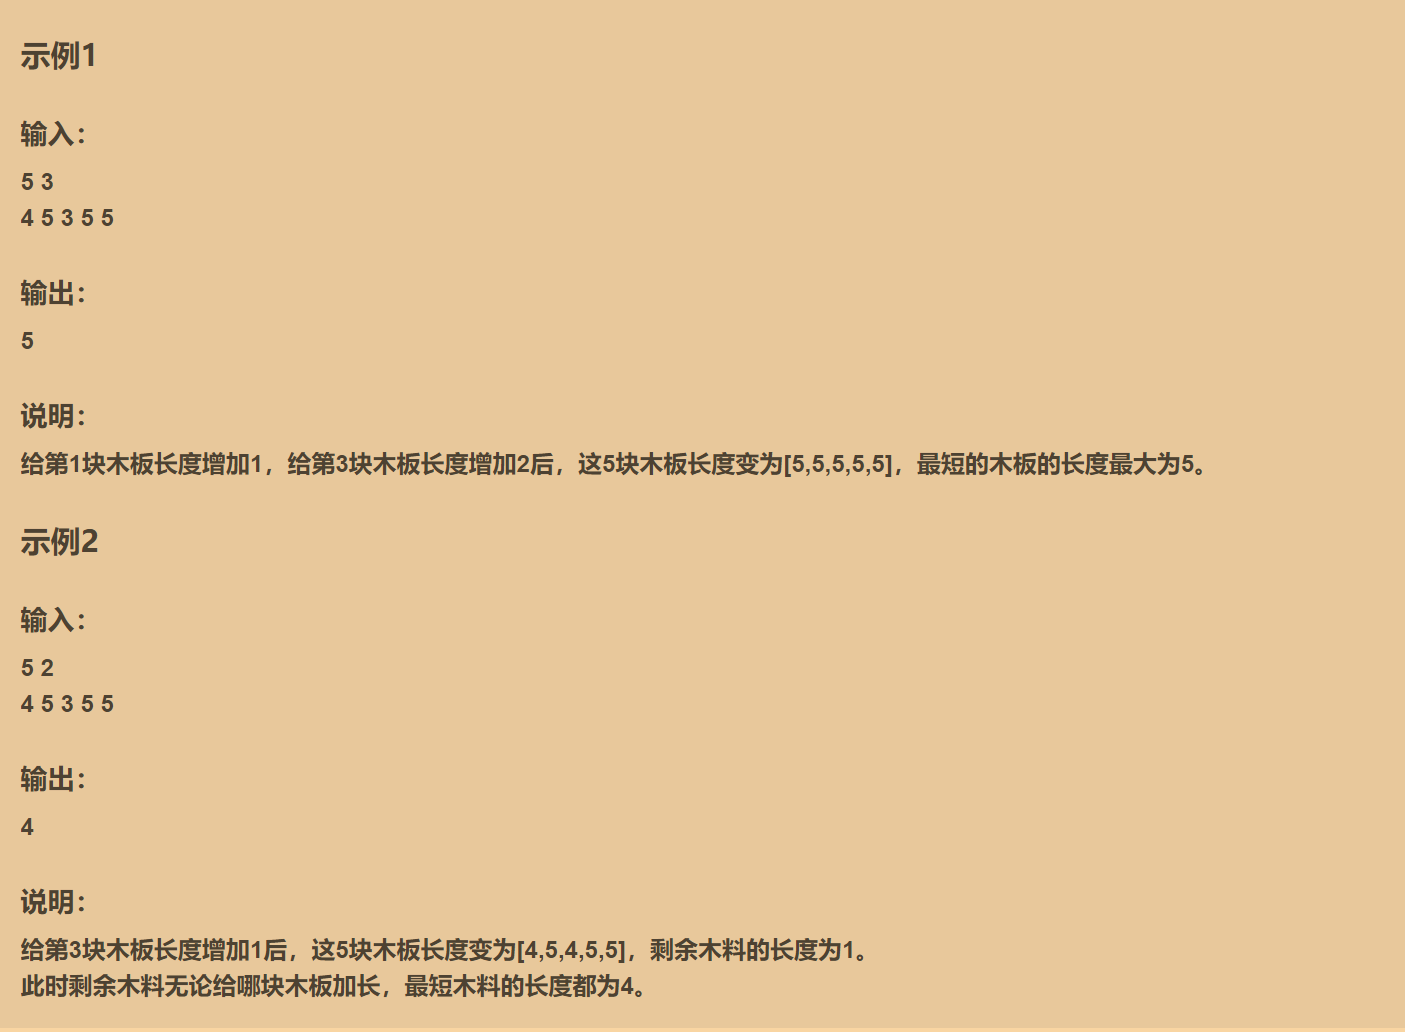 示例1
输入：
5 3
4 5 3 5 5
输出：
5
说明：
给第1块木板长度增加1，给第3块木板长度增加2后，这5块木板长度变为[5,5,5,5,5]，最短的木板的长度最大为5。
示例2
输入：
5 2
4 5 3 5 5
输出：
4
说明：
给第3块木板长度增加1后，这5块木板长度变为[4,5,4,5,5]，剩余木料的长度为1。
此时剩余木料无论给哪块木板加长，最短木料的长度都为4。